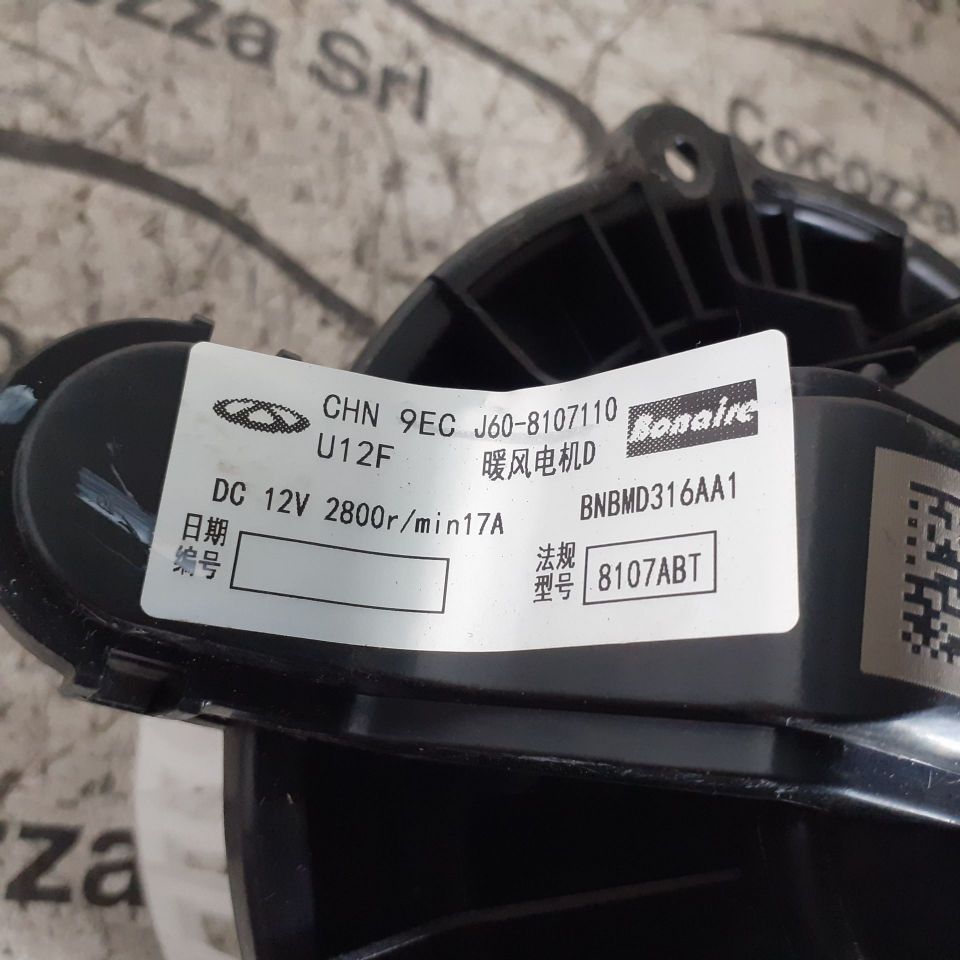 cozza Srl
Cocozza
CHN 9EC J60-8107110 Bonaire
U12F 暖风电机D
DC 12V 2800r/min17A BNBMD316AA1
日期
编号
法规
型号 8107ABT
zza